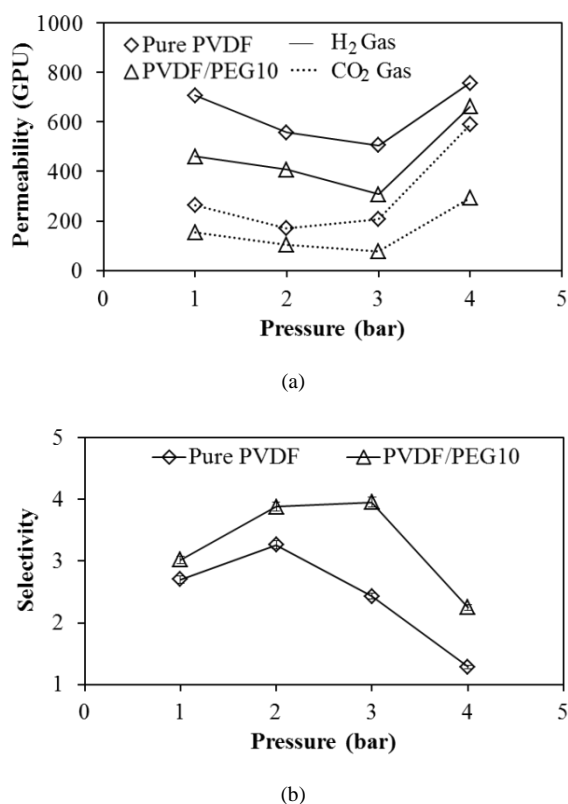 Pure PVDF H2 Gas
PVDF/PEG10 CO2 Gas
Permeability (GPU)
1000
800
600
400
200
0
0 1 2 3 4 5
Pressure (bar)
(a)
Pure PVDF PVDF/PEG10
Selectivity
5
4
3
2
1
0 1 2 3 4 5
Pressure (bar)
(b)